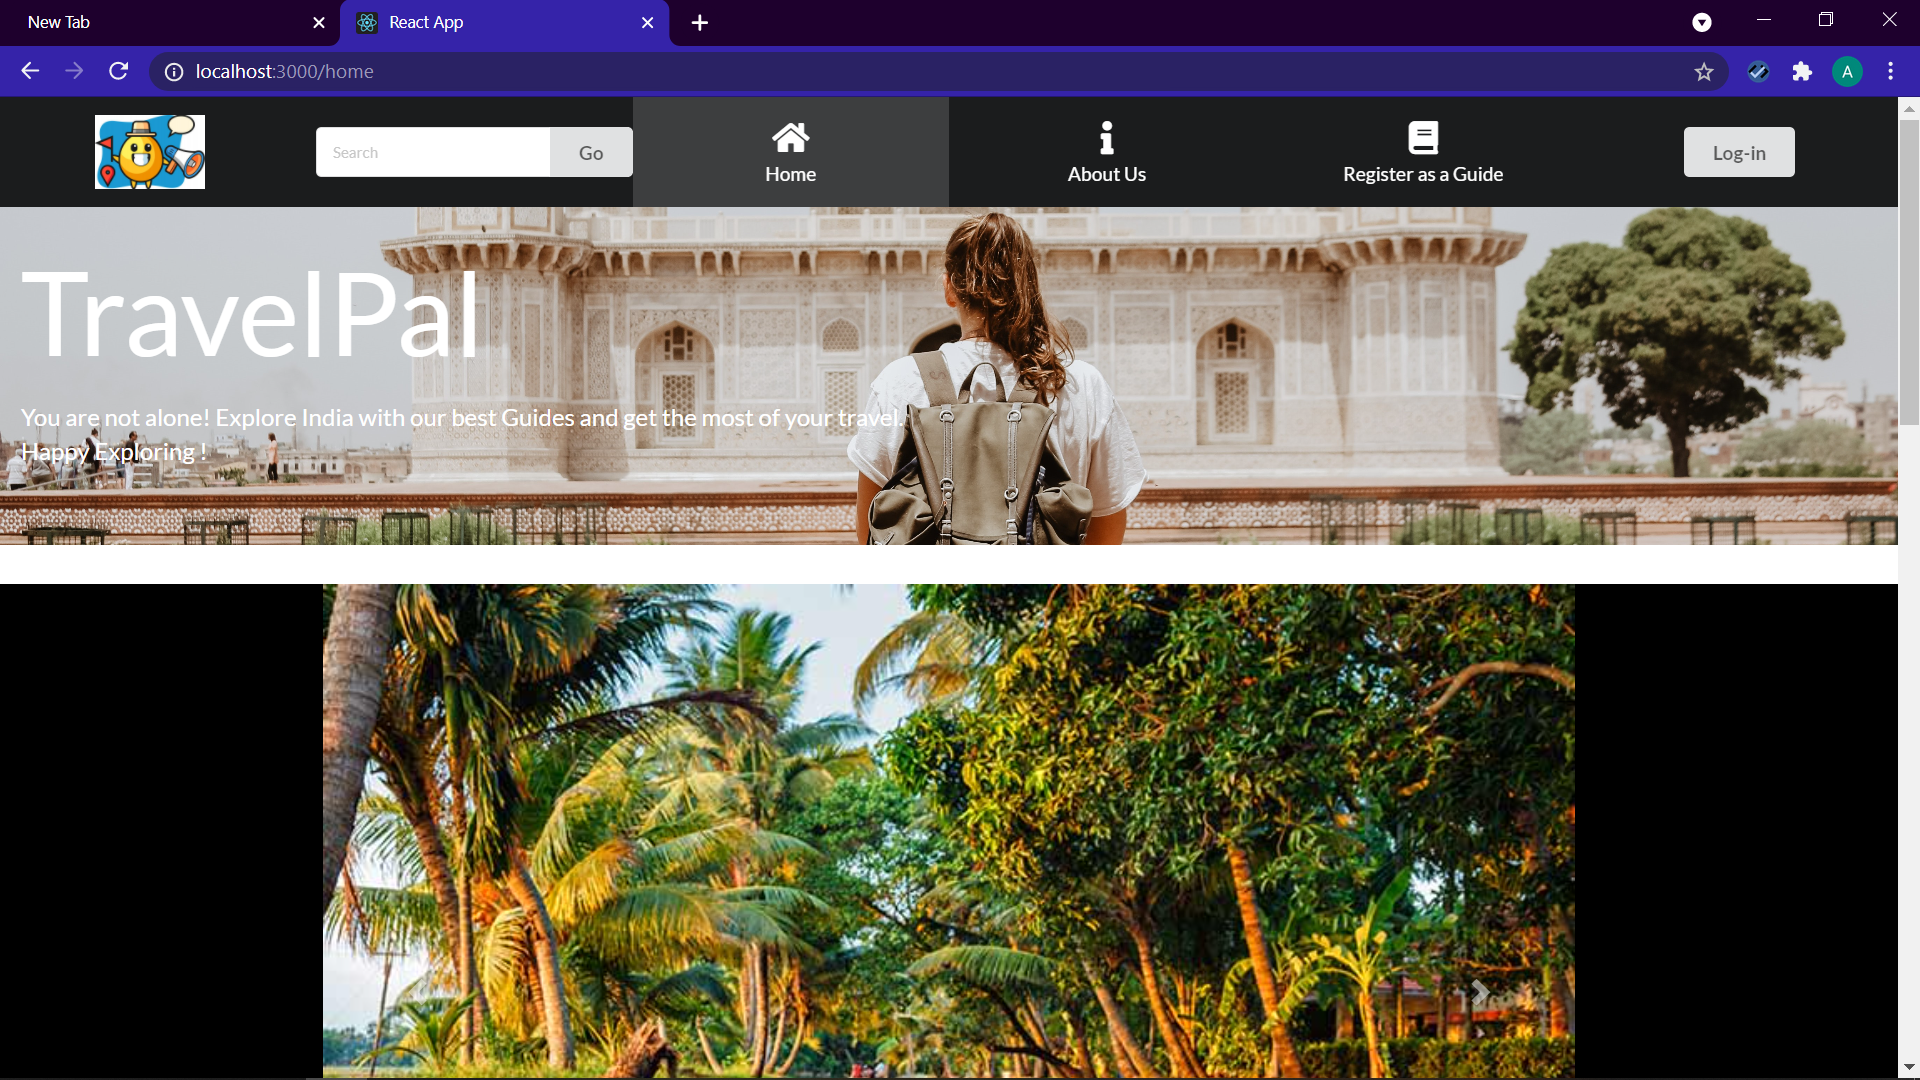 New Tab
React App
localhost:3000/home
A
Search
Go
Home
About Us
Register as a Guide
Log-in
TravelPal
You are not alone! Explore India with our best Guides and get the most of your travel.
Happy Exploring !